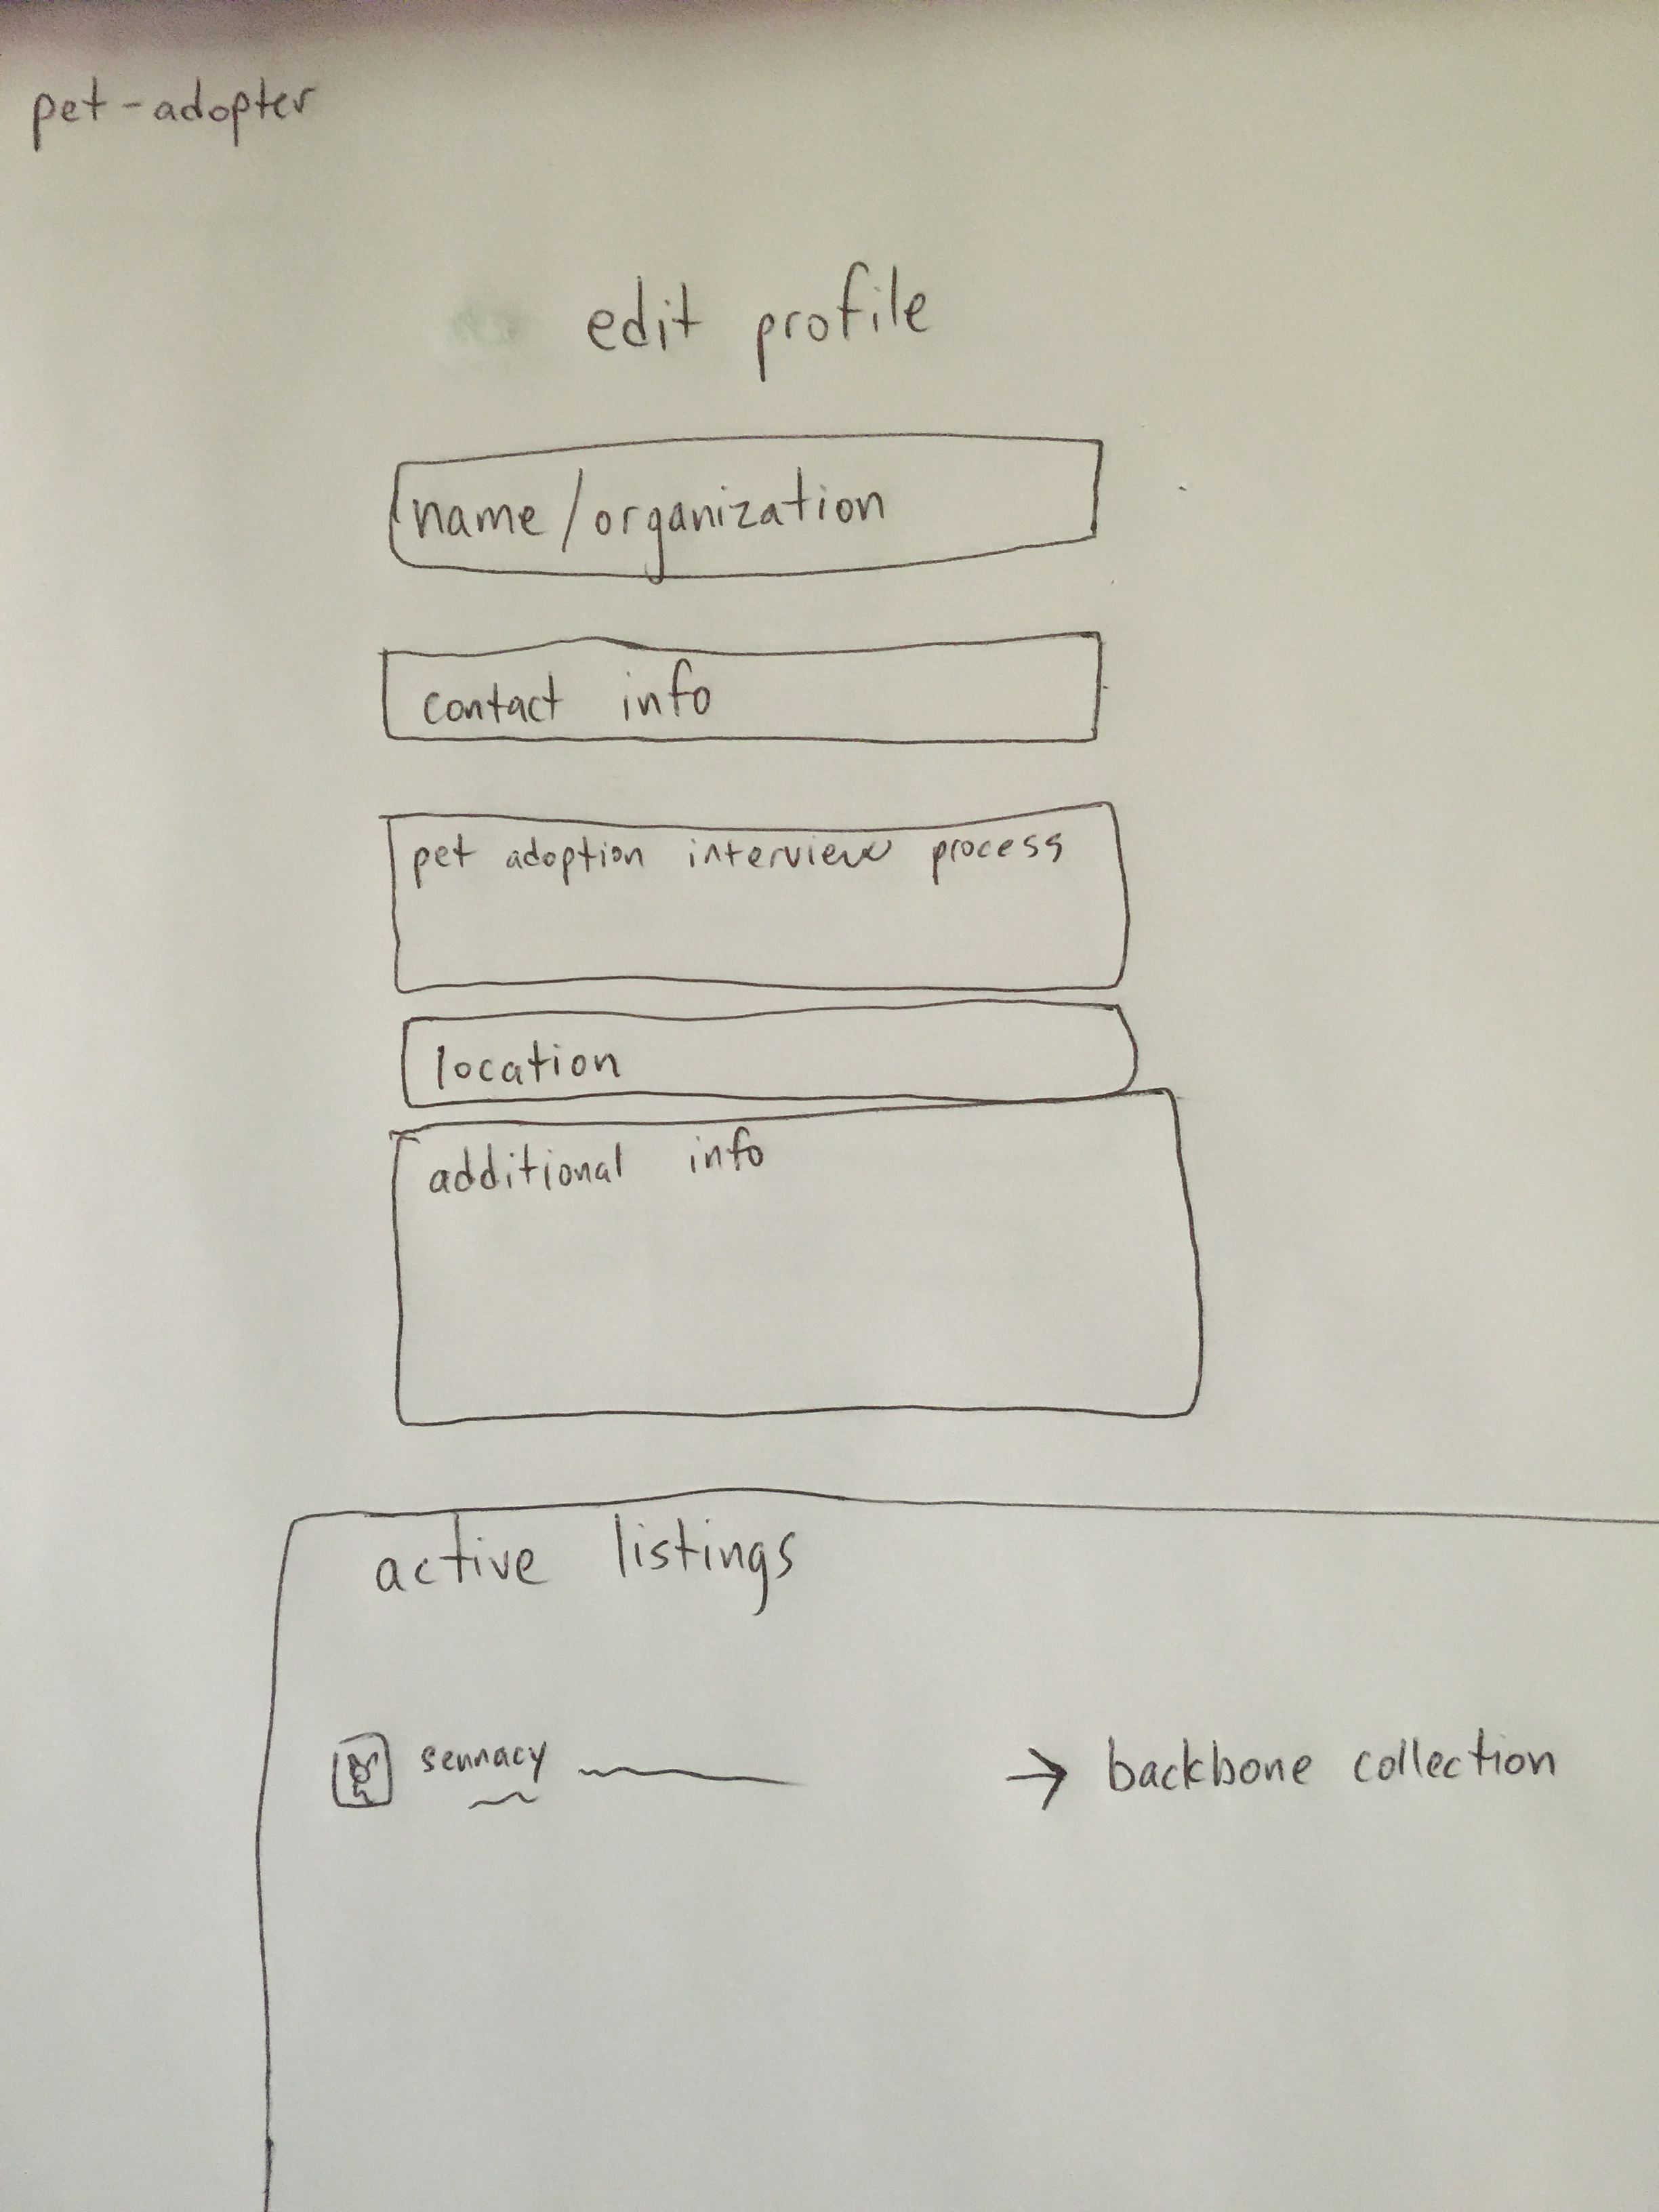 pet-adopter
edit profile
name/organization
contact info
pet adoption interview process
location
additional info
active listings
sennacy → backbone collection